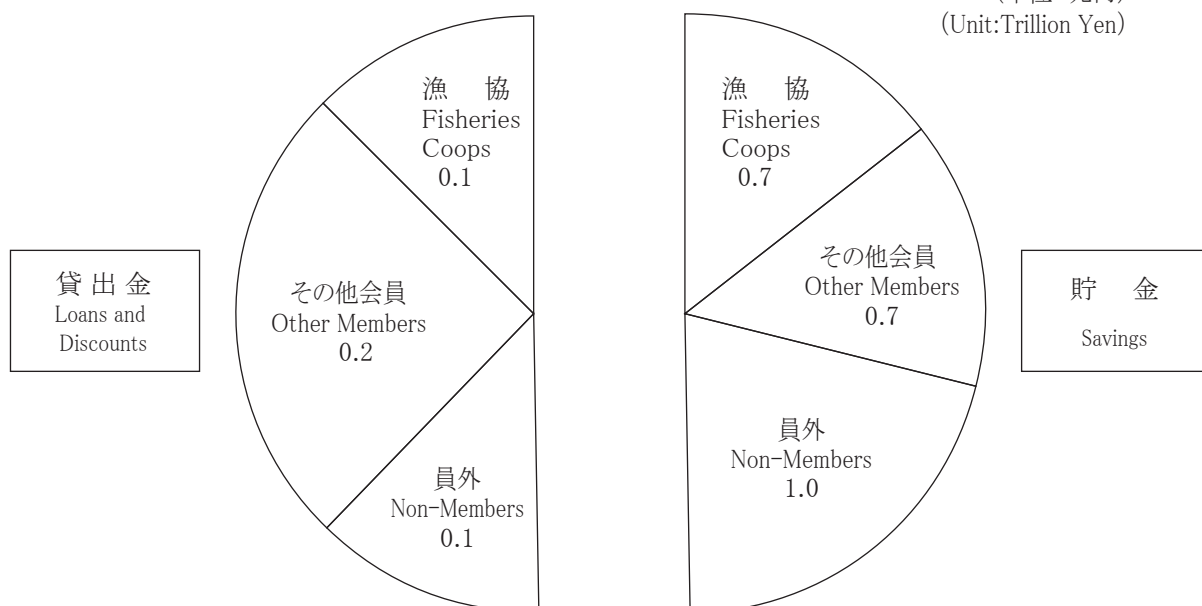 (Unit:Trillion Yen)
漁 協
Fisheries
Coops
0.1
その他会員
Other Members
0.2
員外
Non-Members
0.1
貸出金
Loans and
Discounts
漁 協
Fisheries
Coops
0.7
その他会員
Other Members
0.7
員外
Non-Members
1.0
貯 金
Savings